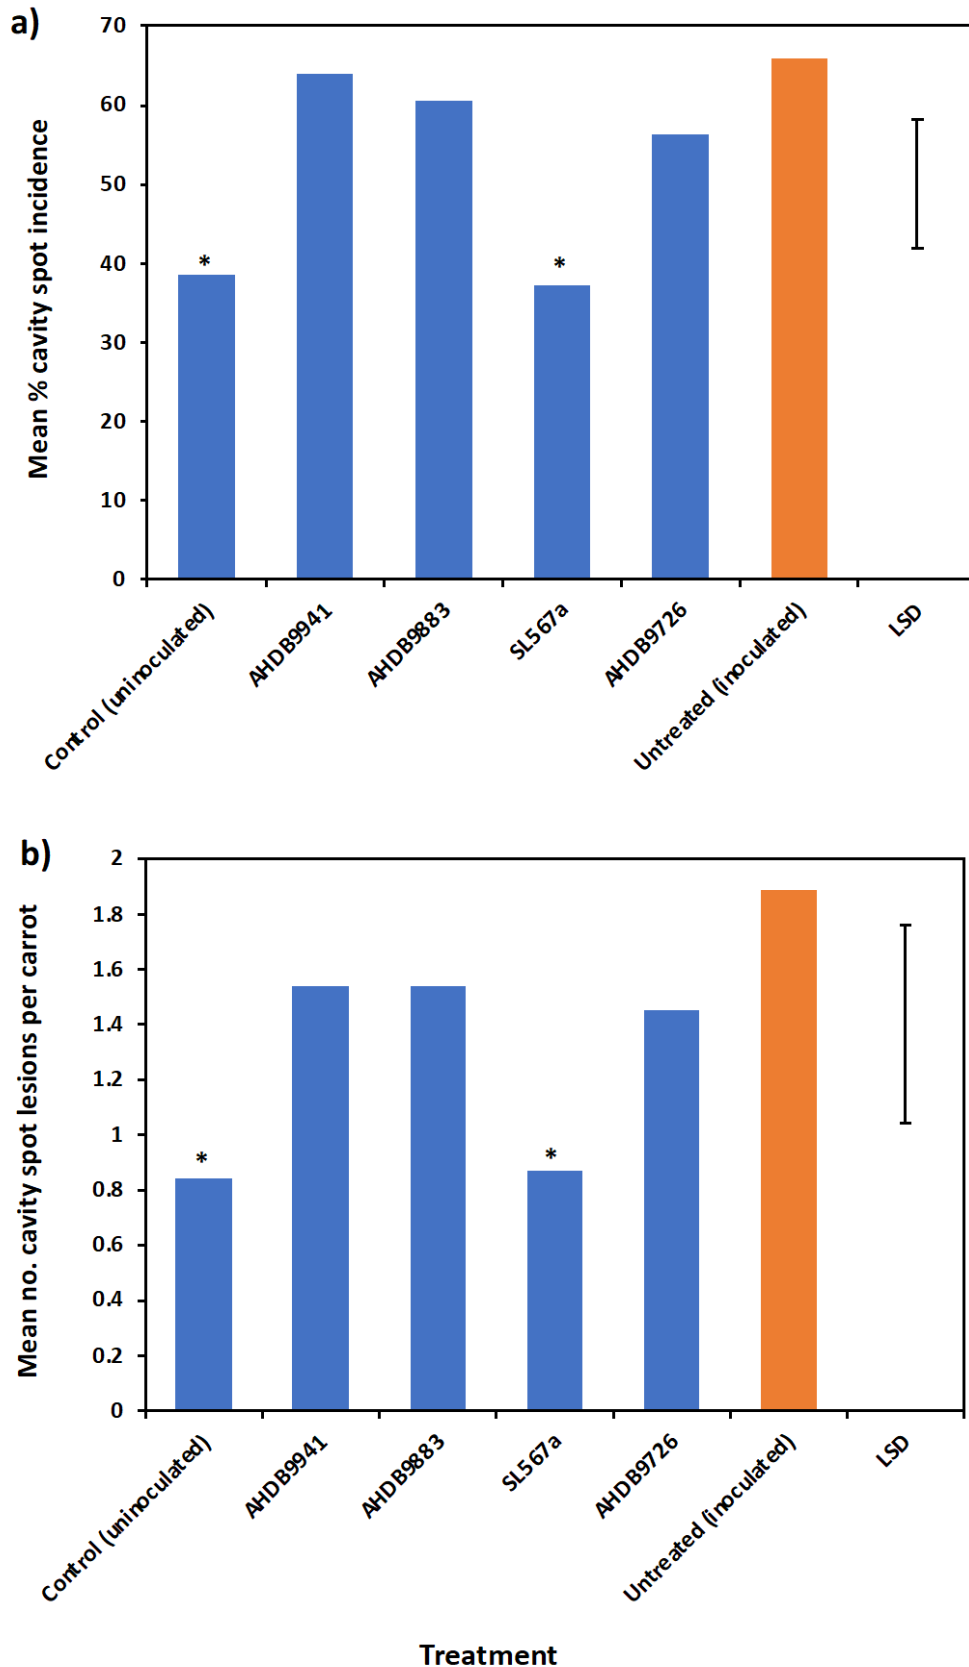 a)
Mean % cavity spot incidence
70
60
50
40
30
20
10
0
*
*
Control (uninoculated)
AHDB9941
AHDB9883
SL567a
AHDB9726
Untreated (inoculated)
LSD
b)
Mean no. cavity spot lesions per carrot
2
1.8
1.6
1.4
1.2
1
0.8
0.6
0.4
0.2
0
*
*
Control (uninoculated)
AHDB9941
AHDB9883
SL567a
AHDB9726
Untreated (inoculated)
LSD
Treatment